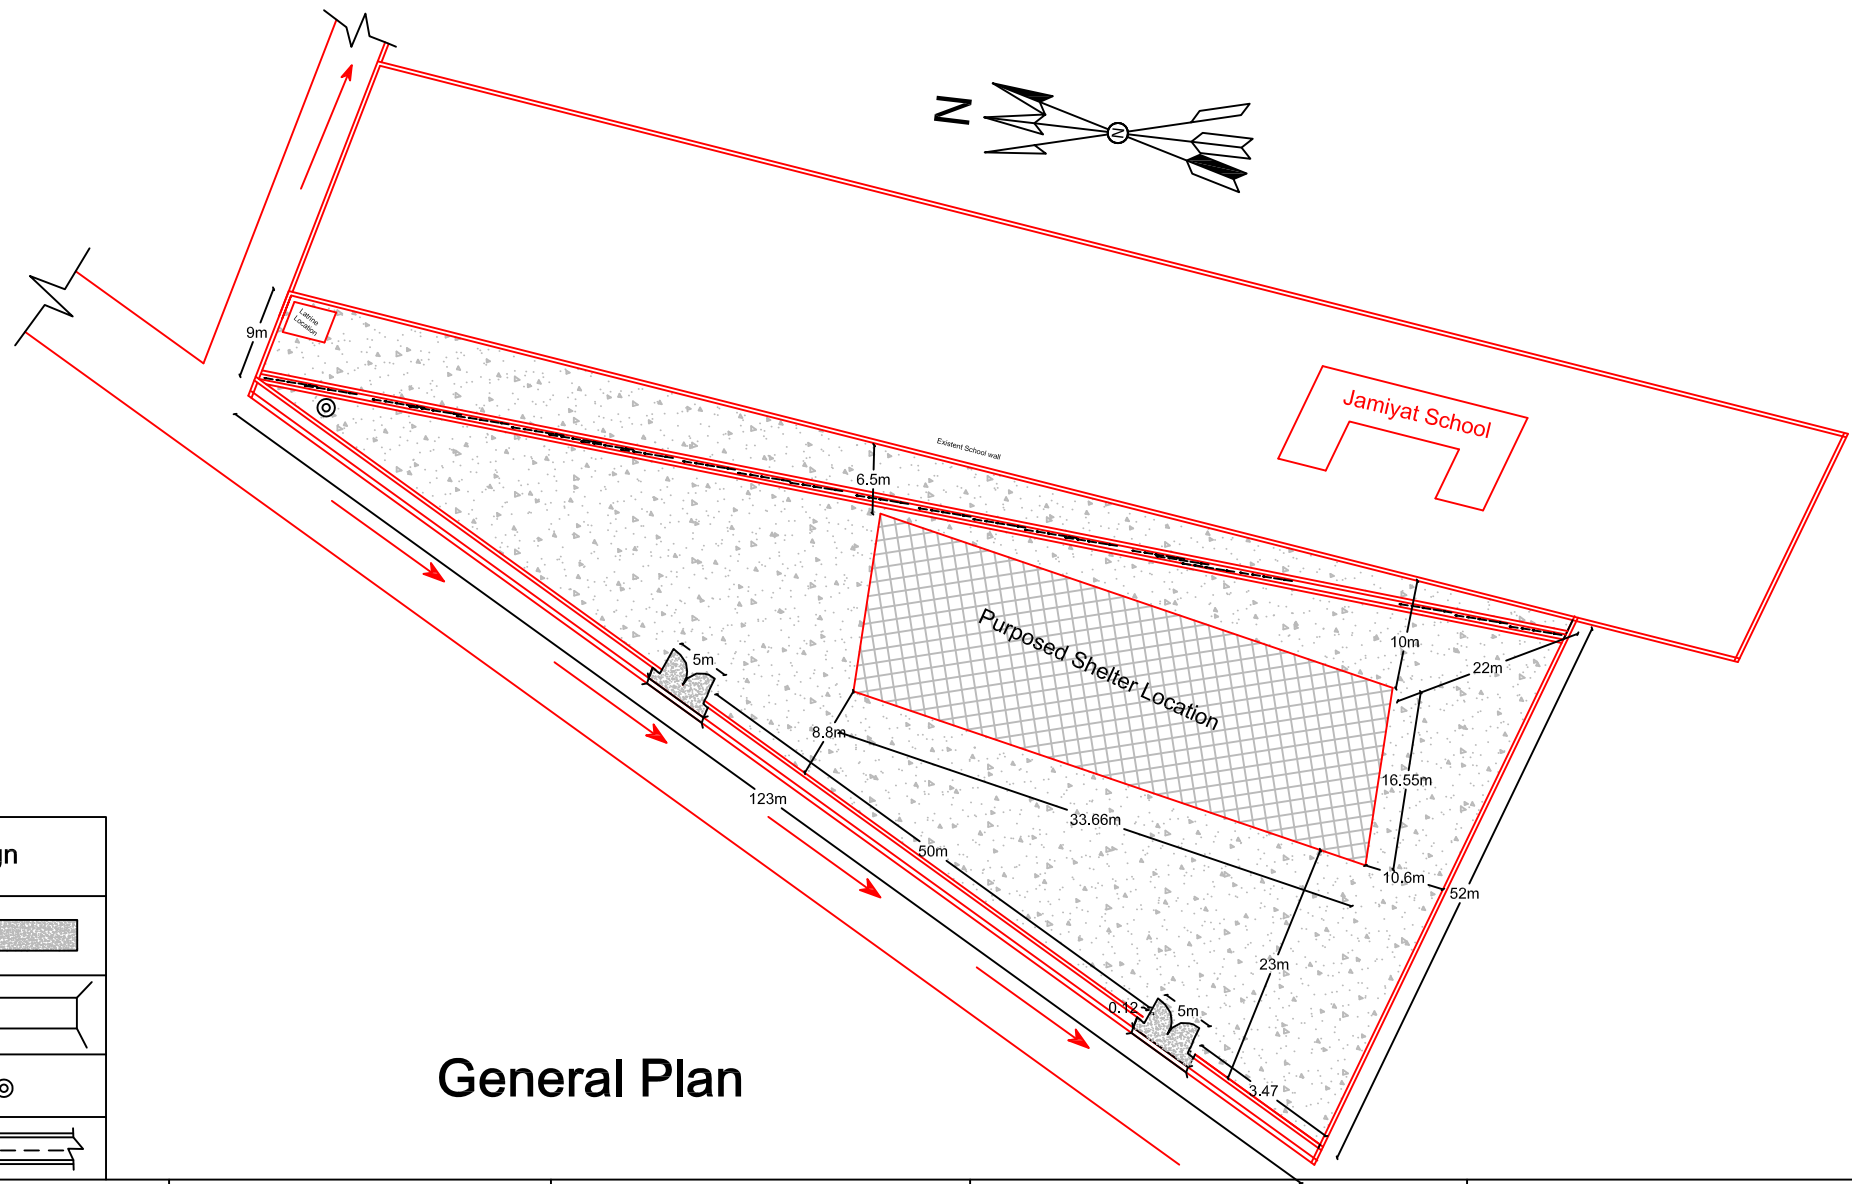 N
N
9m
Latrine
Location
Existent School wall
Jamiyat School
6.5m
Purposed Shelter Location
10m
22m
5m
8.8m
16.55m
123m
33.66m
50m
10.6m
52m
23m
0.12
5m
3.47
gn
General Plan